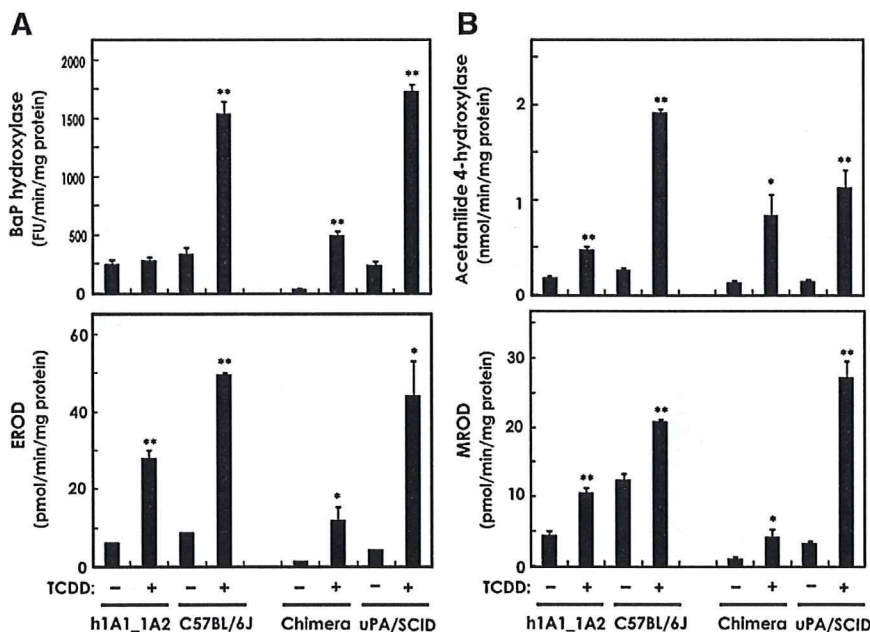 A
BaP hydroxylase
(FU/min/mg protein)
2000
1750
1500
1000
500
250
0
**
**
**
EROD
(pmol/min/mg protein)
60
40
20
0
**
**
*
*
TCDD: − + − + − + − +
h1A1_1A2 C57BL/6J Chimera uPA/SCID
B
Acetanilide 4-hydroxylase
(nmol/min/mg protein)
2
1
0
**
**
*
**
MROD
(pmol/min/mg protein)
30
20
10
0
**
**
*
**
− + − + − + − +
h1A1_1A2 C57BL/6J Chimera uPA/SCID